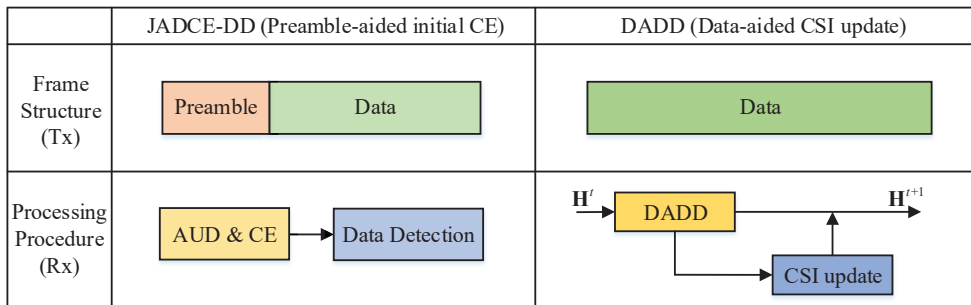 JADCE-DD (Preamble-aided initial CE)
DADD (Data-aided CSI update)
Frame
Structure
(Tx)
Preamble
Data
Data
Processing
Procedure
(Rx)
AUD & CE
Data Detection
H^t
DADD
H^{t+1}
CSI update